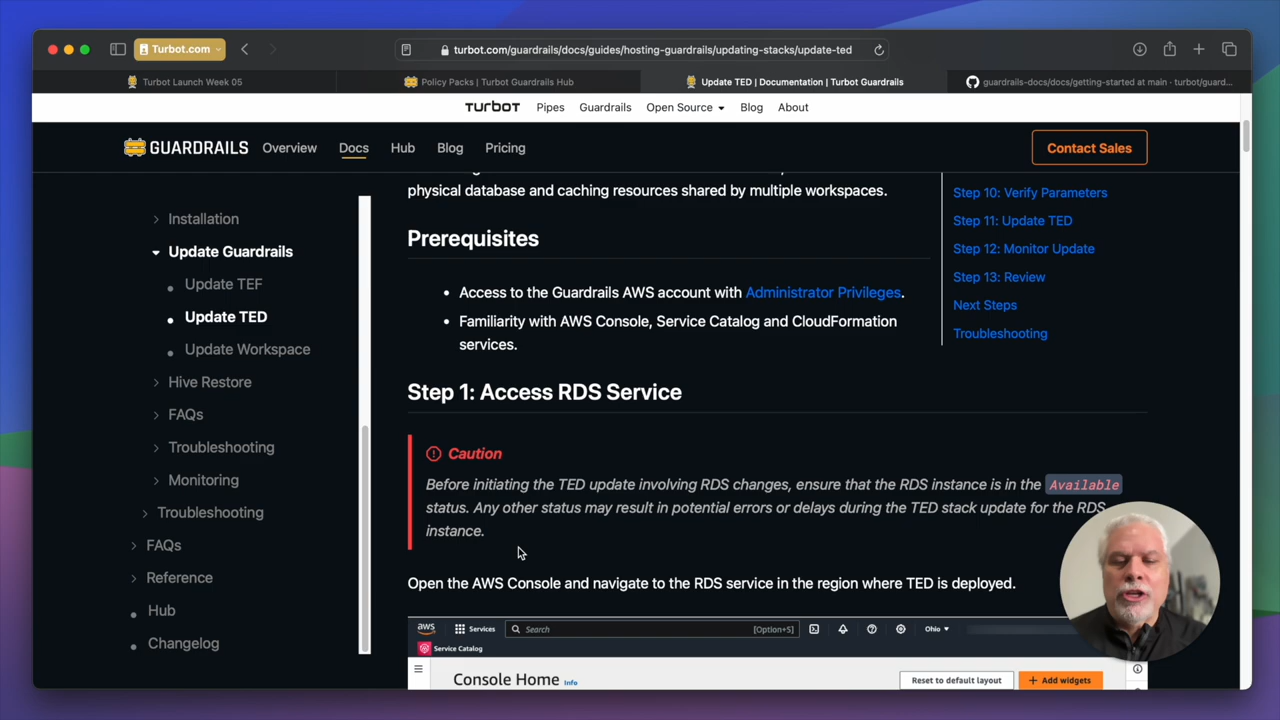 Turbot.com
turbot.com/guardrails/docs/guides/hosting-guardrails/updating-stacks/update-ted
Turbot Launch Week 05
Policy Packs | Turbot Guardrails Hub
Update TED | Documentation | Turbot Guardrails
guardrails-docs/docs/getting-started at main · turbot/guard...
TURBOT
Pipes
Guardrails
Open Source
Blog
About
GUARDRAILS
Overview
Docs
Hub
Blog
Pricing
Contact Sales
Installation
Update Guardrails
Update TEF
Update TED
Update Workspace
Hive Restore
FAQs
Troubleshooting
Monitoring
Troubleshooting
FAQs
Reference
Hub
Changelog
physical database and caching resources shared by multiple workspaces.
Prerequisites
• Access to the Guardrails AWS account with Administrator Privileges.
• Familiarity with AWS Console, Service Catalog and CloudFormation
services.
Step 1: Access RDS Service
Caution
Before initiating the TED update involving RDS changes, ensure that the RDS instance is in the Available
status. Any other status may result in potential errors or delays during the TED stack update for the RDS
instance.
Open the AWS Console and navigate to the RDS service in the region where TED is deployed.
aws
Services
Search
[Option+S]
Ohio
Service Catalog
Console Home Info
Reset to default layout
+ Add widgets
Step 10: Verify Parameters
Step 11: Update TED
Step 12: Monitor Update
Step 13: Review
Next Steps
Troubleshooting